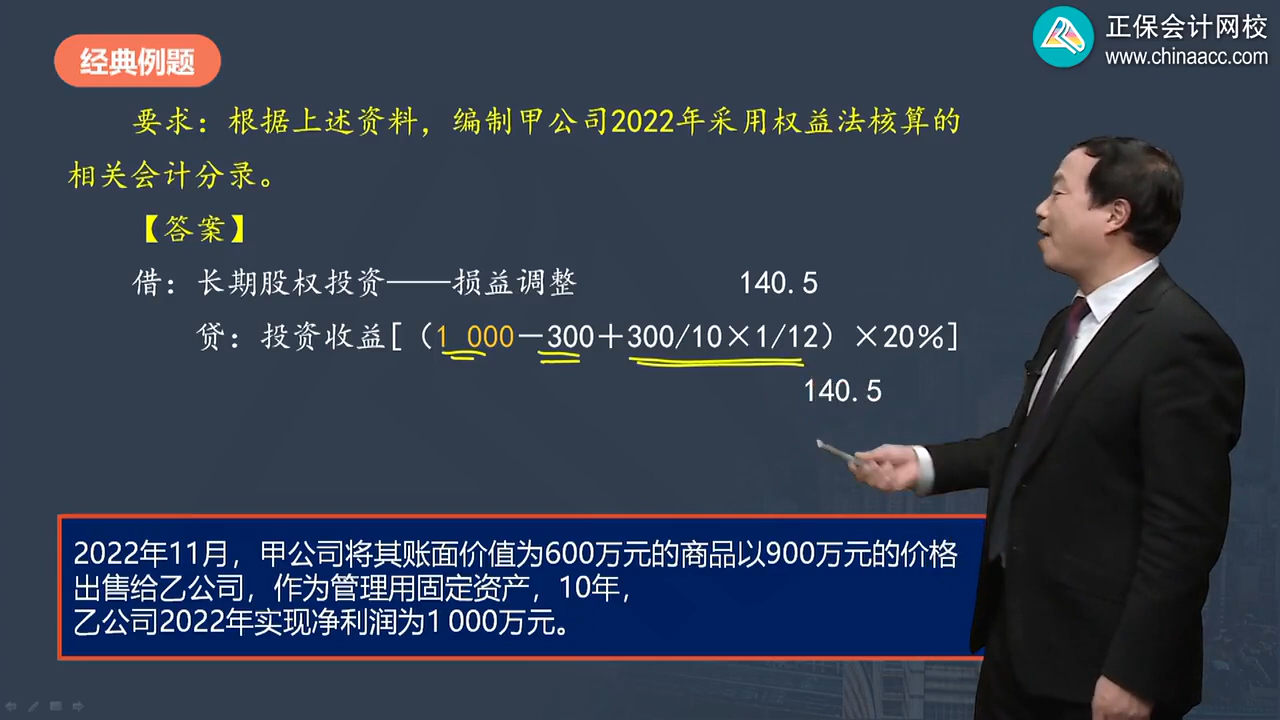 正保会计网校
www.chinaacc.com
经典例题
要求：根据上述资料，编制甲公司2022年采用权益法核算的
相关会计分录。
【答案】
借：长期股权投资——损益调整 140.5
贷：投资收益[（1 000－300＋300/10×1/12）×20%]
140.5
2022年11月，甲公司将其账面价值为600万元的商品以900万元的价格
出售给乙公司，作为管理用固定资产，10年，
乙公司2022年实现净利润为1 000万元。